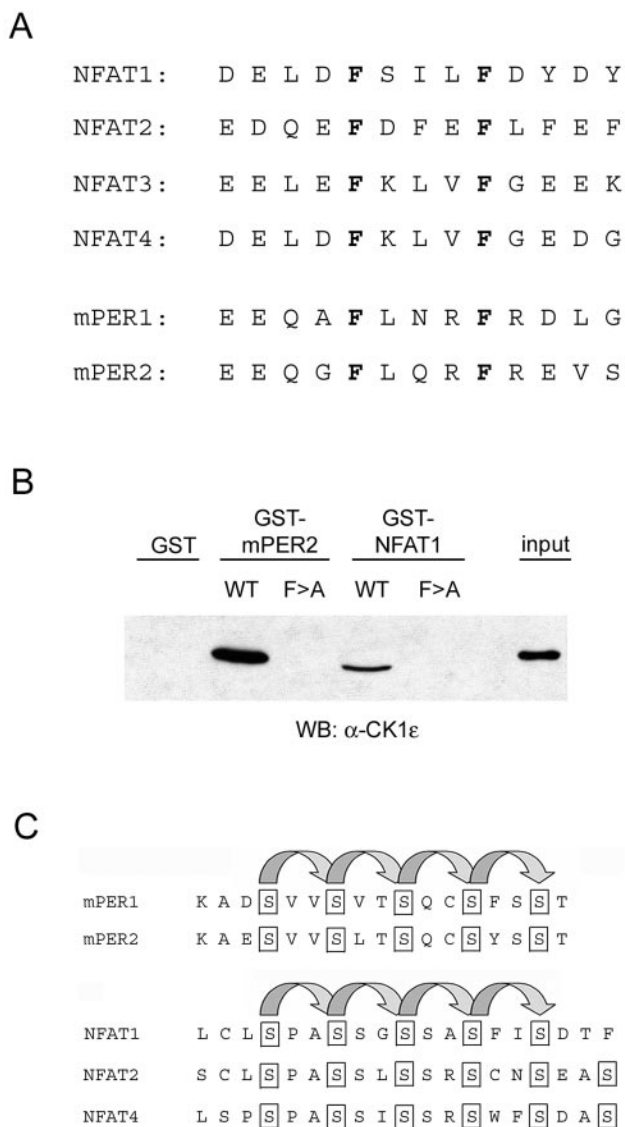 A
NFAT1: D E L D F S I L F D Y D Y
NFAT2: E D Q E F D F E F L F E F
NFAT3: E E L E F K L V F G E E K
NFAT4: D E L D F K L V F G E D G
mPER1: E E Q A F L N R F R D L G
mPER2: E E Q G F L Q R F R E V S
B
GST GST-mPER2 GST-NFAT1 input
WT F>A WT F>A
WB: α-CK1ε
C
mPER1 K A D S V V S V T S Q C S F S S T
mPER2 K A E S V V S L T S Q C S Y S S T
NFAT1 L C L S P A S S G S S A S F I S D T F
NFAT2 S C L S P A S S L S S R S C N S E A S
NFAT4 L S P S P A S S I S S R S W F S D A S